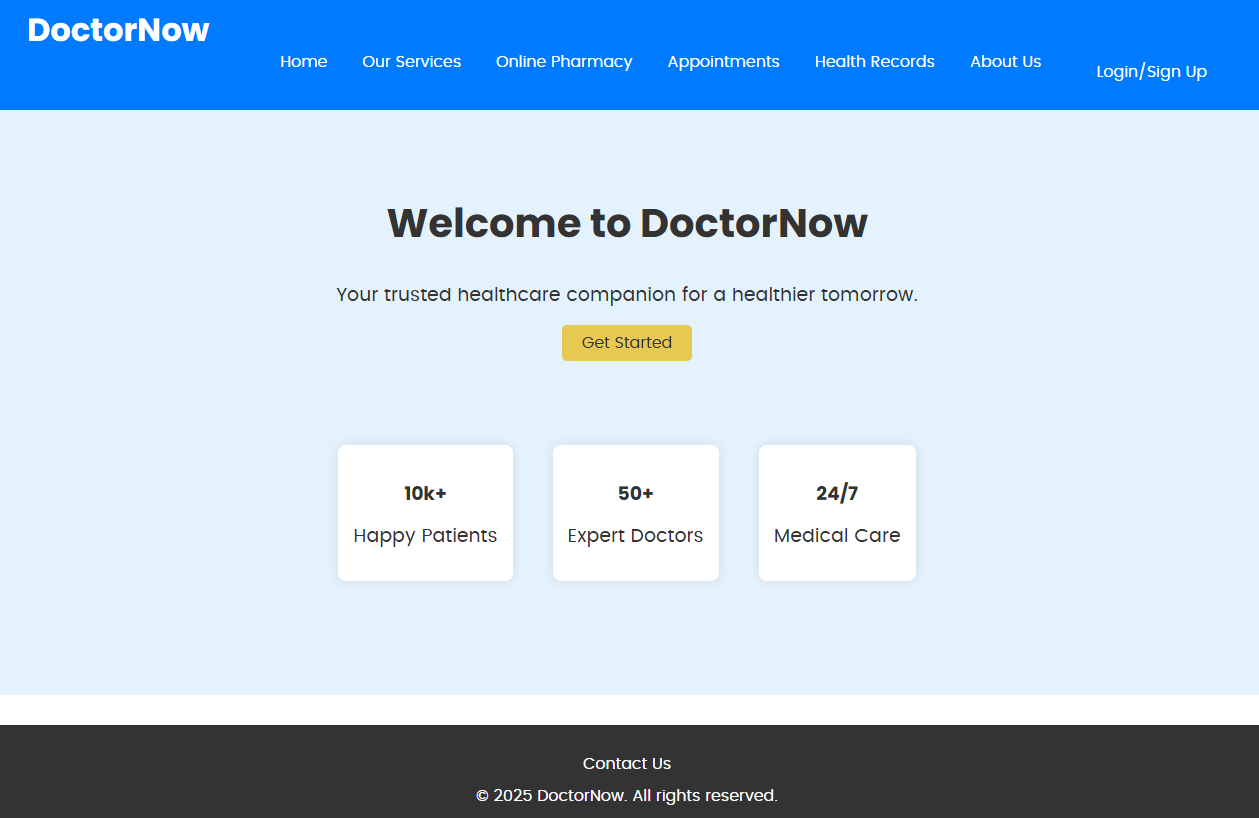 DoctorNow
Home Our Services Online Pharmacy Appointments Health Records About Us Login/Sign Up
Welcome to DoctorNow
Your trusted healthcare companion for a healthier tomorrow.
Get Started
10k+ 50+ 24/7
Happy Patients Expert Doctors Medical Care
Contact Us
© 2025 DoctorNow. All rights reserved.